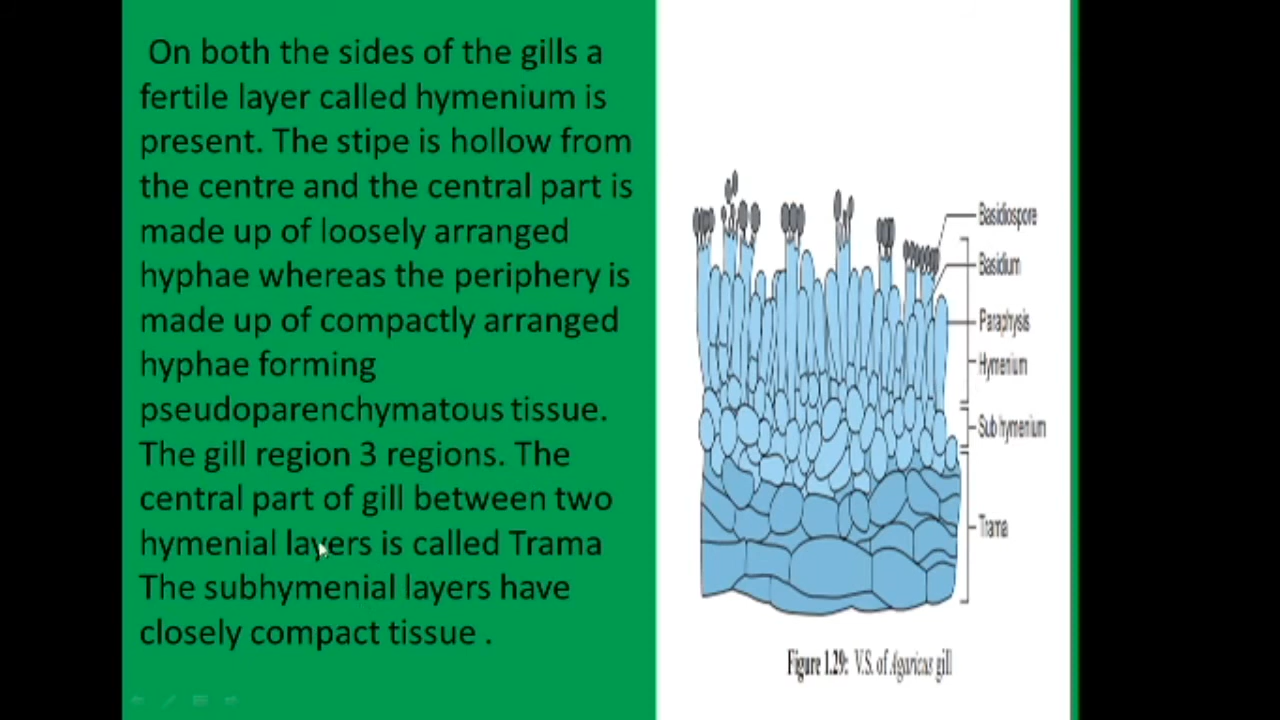 On both the sides of the gills a
fertile layer called hymenium is
present. The stipe is hollow from
the centre and the central part is
made up of loosely arranged
hyphae whereas the periphery is
made up of compactly arranged
hyphae forming
pseudoparenchymatous tissue.
The gill region 3 regions. The
central part of gill between two
hymenial layers is called Trama
The subhymenial layers have
closely compact tissue .
Basidiospore
Basidium
Paraphysis
Hymenium
Sub hymenium
Trama
Figure 1.29: V.S. of Agaricus gill